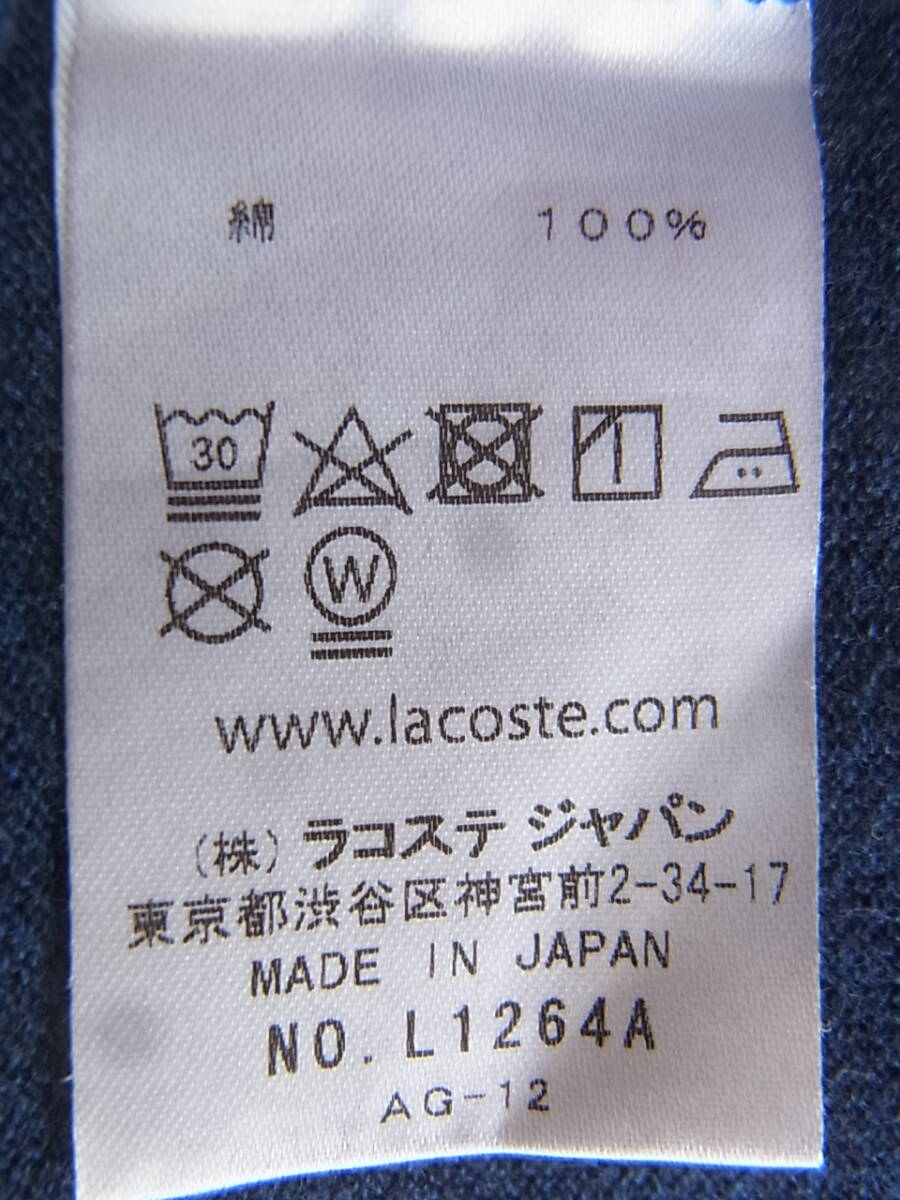 綿 100%
30
W
www.lacoste.com
(株) ラコステ ジャパン
東京都渋谷区神宮前2-34-17
MADE IN JAPAN
NO. L1264A
AG-12